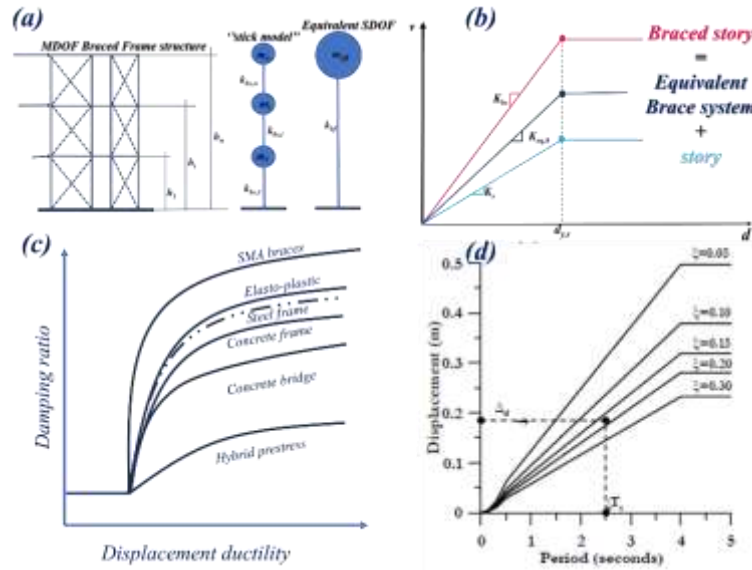 (a)
MDOF Braced Frame structure
"stick model"
Equivalent SDOF
h₁
(b)
v
d
Braced story
=
Equivalent
Brace system
+
story
(c)
SMA braces
Elasto-plastic
Steel frame
Concrete frame
Concrete bridge
Hybrid prestress
Damping ratio
Displacement ductility
(d)
Displacement (m)
0.5
0.4
0.3
0.2
0.1
0
0 1 2 3 4 5
Period (seconds)
ξ=0.05
ξ=0.10
ξ=0.15
ξ=0.20
ξ=0.30